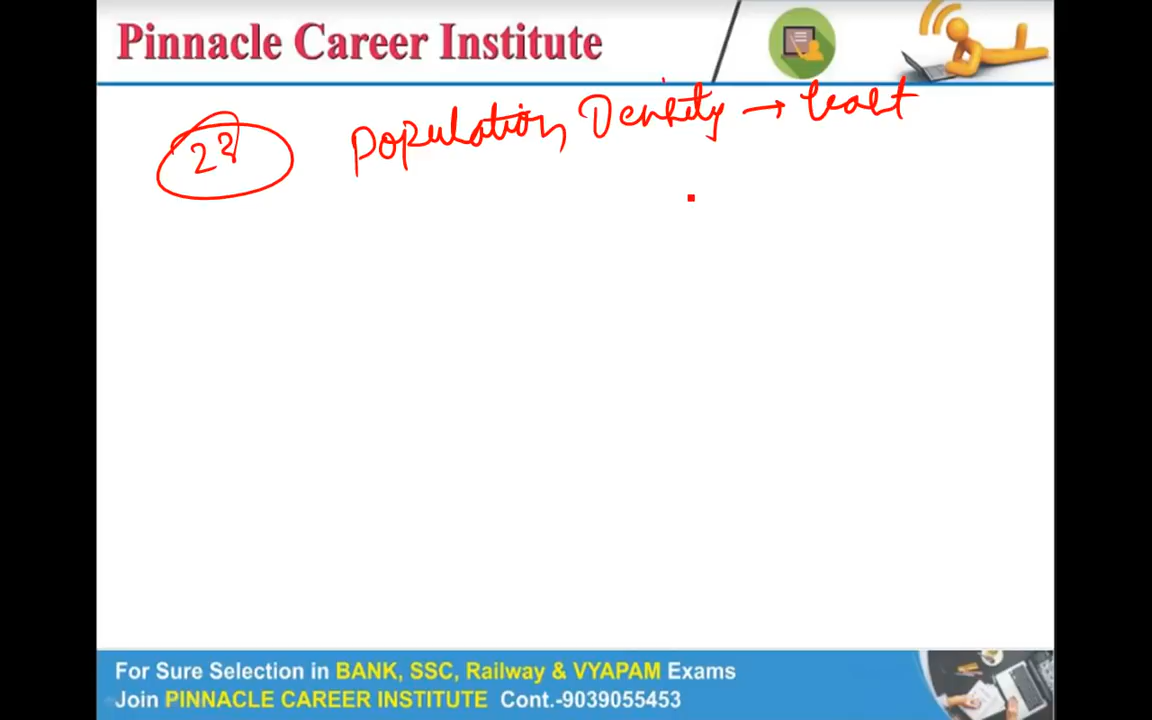 Pinnacle Career Institute
Population Density → least
22
For Sure Selection in BANK, SSC, Railway & VYAPAM Exams
Join PINNACLE CAREER INSTITUTE Cont.-9039055453